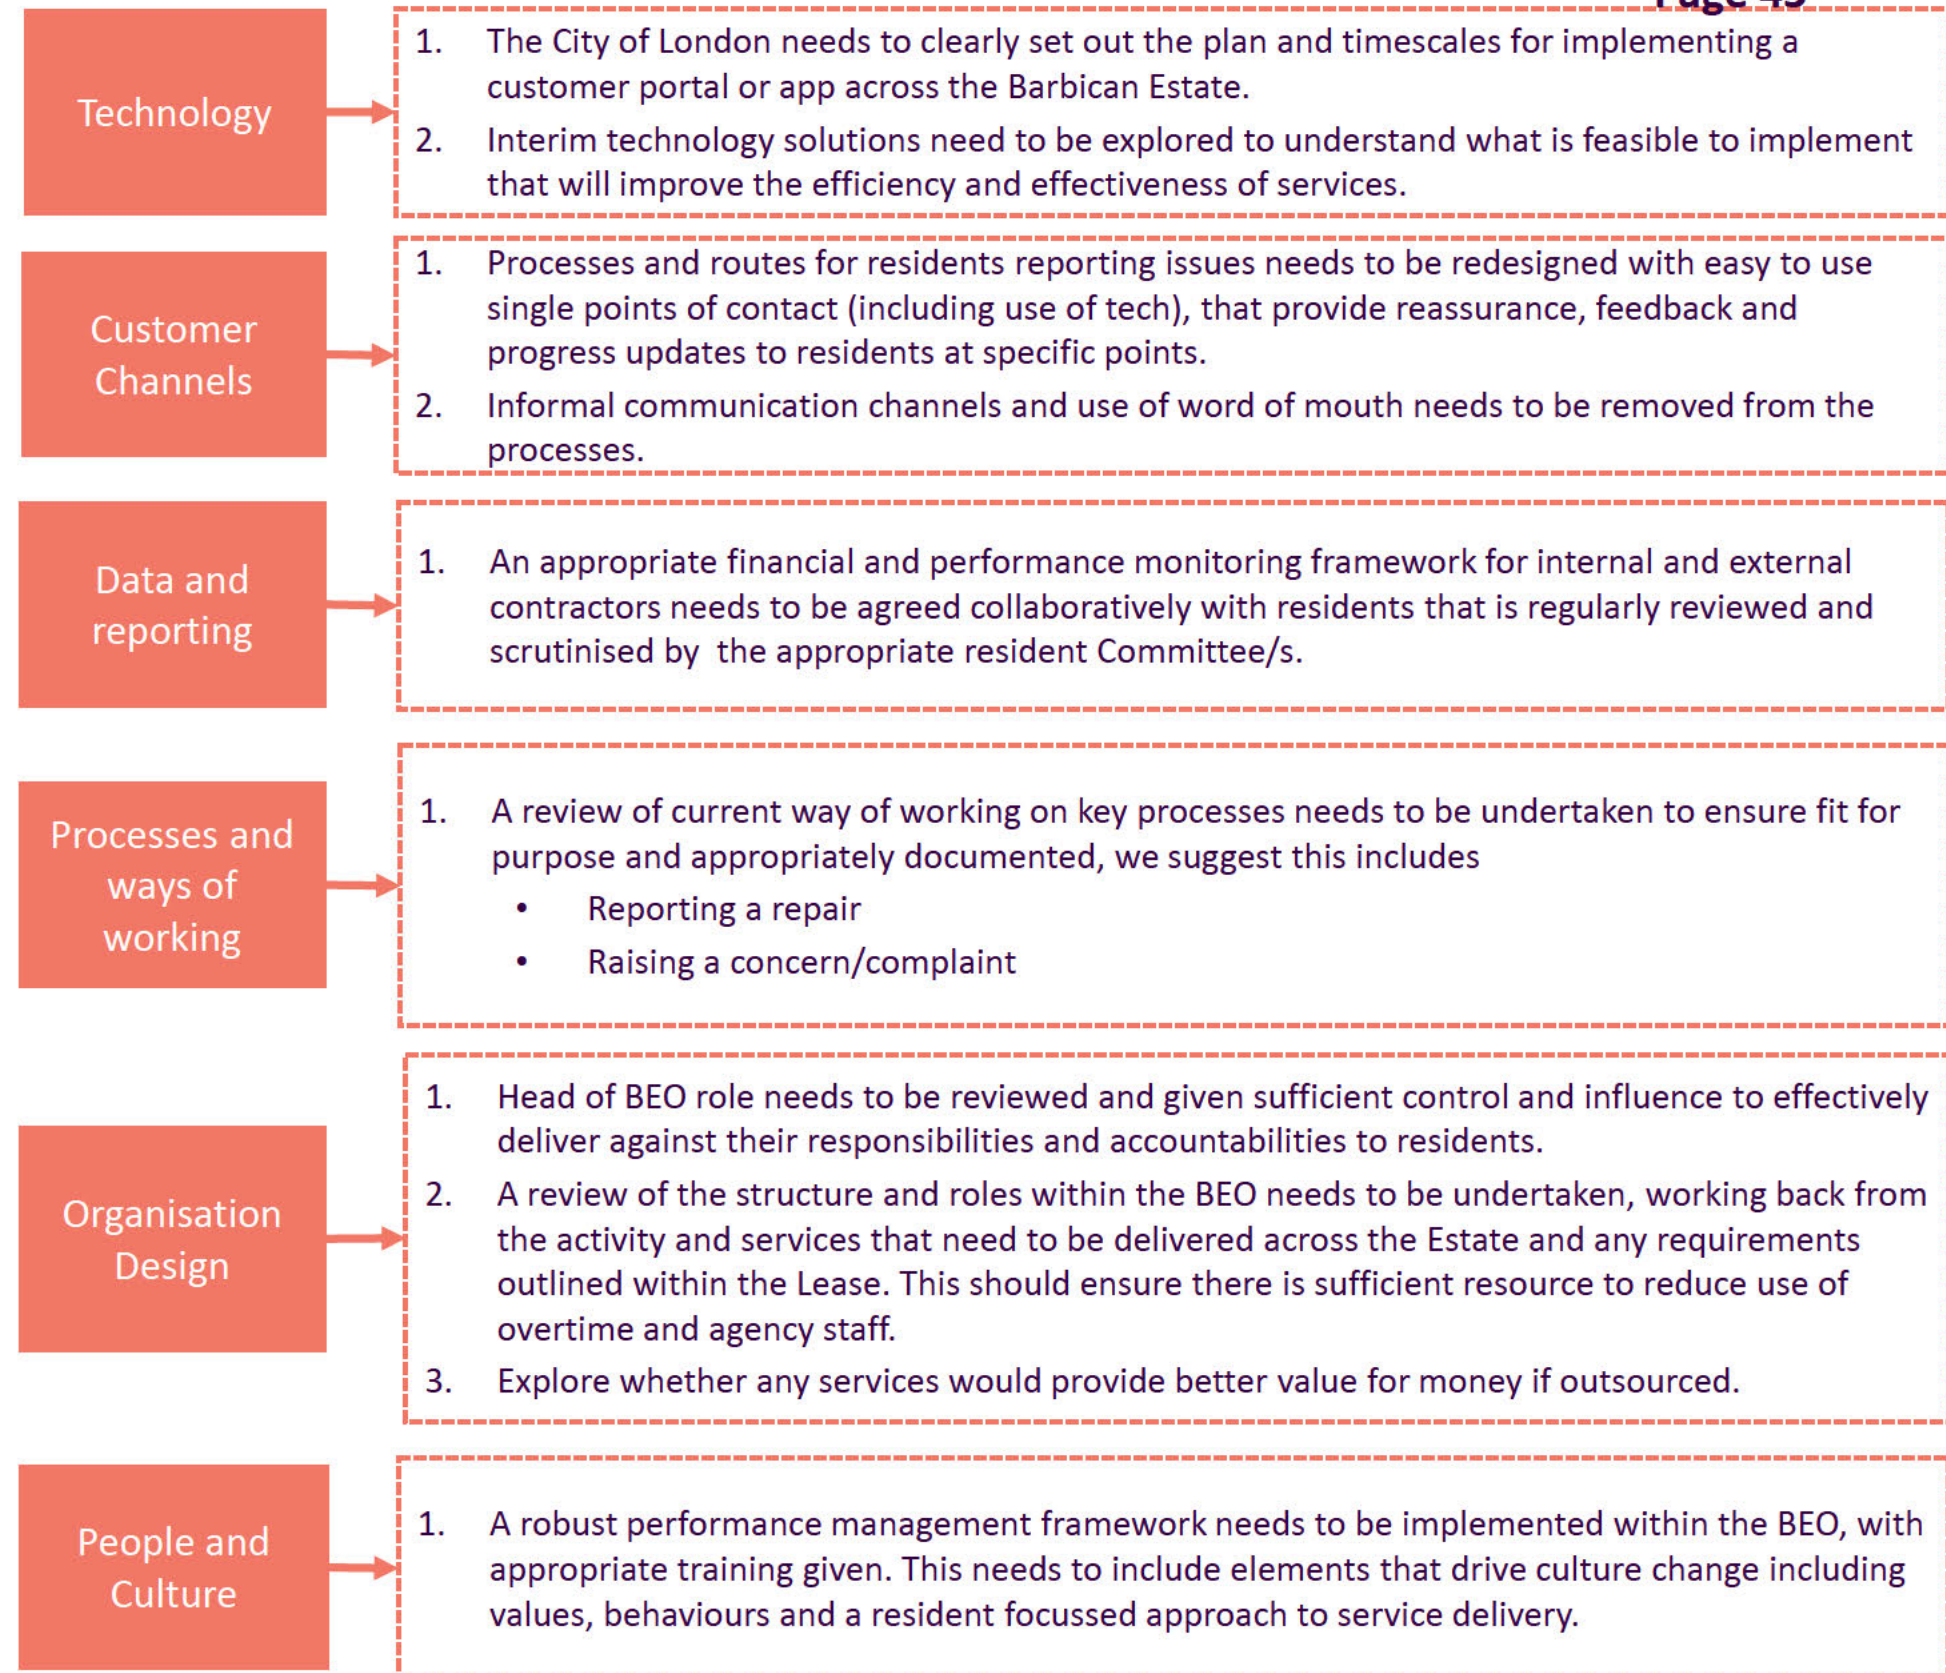 Technology
1. The City of London needs to clearly set out the plan and timescales for implementing a
customer portal or app across the Barbican Estate.
2. Interim technology solutions need to be explored to understand what is feasible to implement
that will improve the efficiency and effectiveness of services.
Customer
Channels
1. Processes and routes for residents reporting issues needs to be redesigned with easy to use
single points of contact (including use of tech), that provide reassurance, feedback and
progress updates to residents at specific points.
2. Informal communication channels and use of word of mouth needs to be removed from the
processes.
Data and
reporting
1. An appropriate financial and performance monitoring framework for internal and external
contractors needs to be agreed collaboratively with residents that is regularly reviewed and
scrutinised by the appropriate resident Committee/s.
Processes and
ways of
working
1. A review of current way of working on key processes needs to be undertaken to ensure fit for
purpose and appropriately documented, we suggest this includes
• Reporting a repair
• Raising a concern/complaint
Organisation
Design
1. Head of BEO role needs to be reviewed and given sufficient control and influence to effectively
deliver against their responsibilities and accountabilities to residents.
2. A review of the structure and roles within the BEO needs to be undertaken, working back from
the activity and services that need to be delivered across the Estate and any requirements
outlined within the Lease. This should ensure there is sufficient resource to reduce use of
overtime and agency staff.
3. Explore whether any services would provide better value for money if outsourced.
People and
Culture
1. A robust performance management framework needs to be implemented within the BEO, with
appropriate training given. This needs to include elements that drive culture change including
values, behaviours and a resident focussed approach to service delivery.